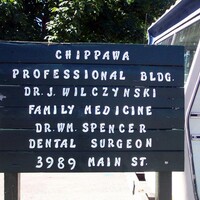 CHIPPAWA
PROFESSIONAL BLDG.
DR. J. WILCZYNSKI
FAMILY MEDICINE
DR. WM. SPENCER
DENTAL SURGEON
3989 MAIN ST.